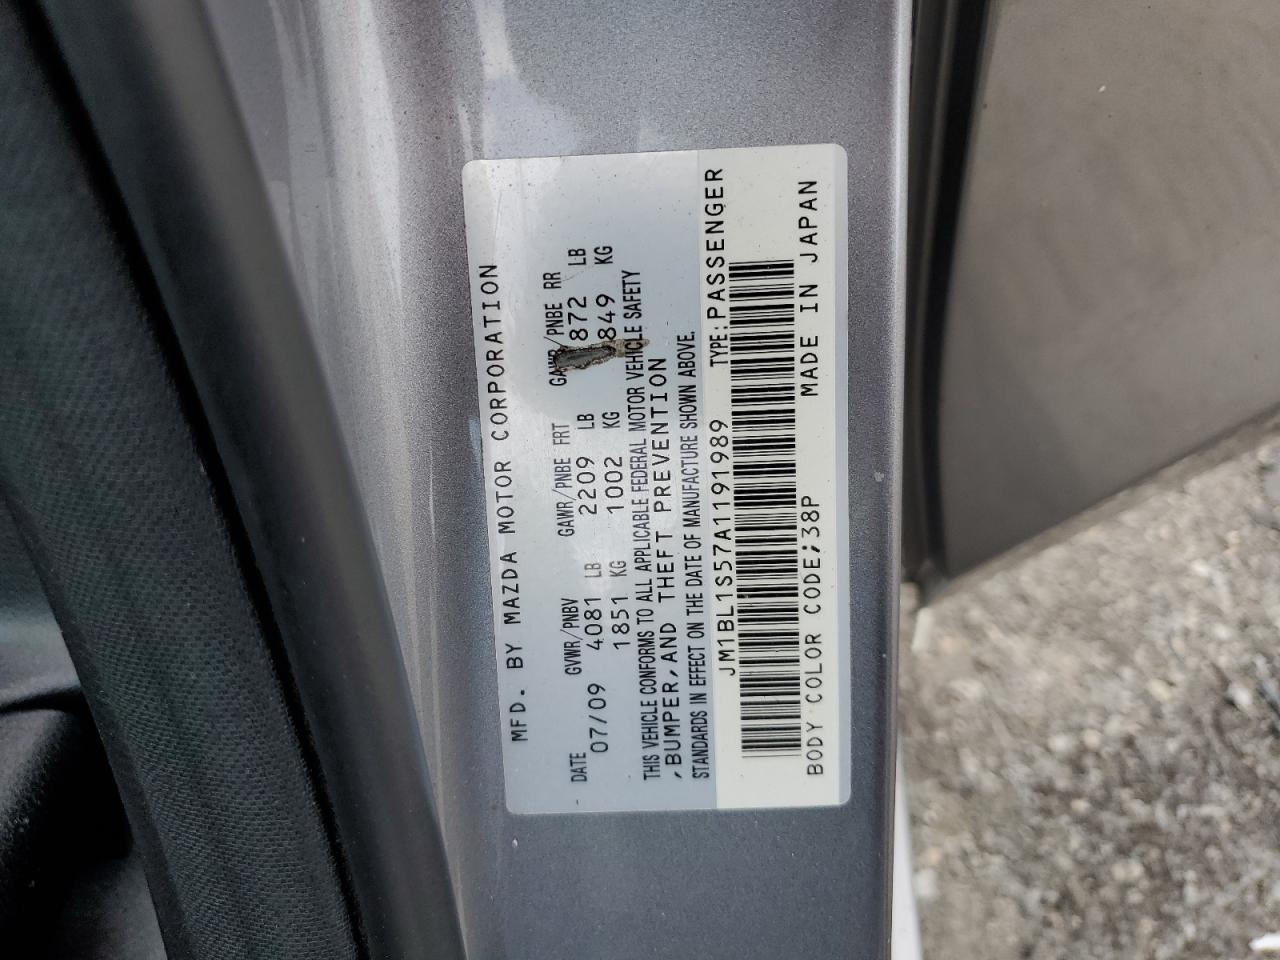 MFD. BY MAZDA MOTOR CORPORATION
DATE GVWR/PNBV GAWR/PNBE FRT GAWR/PNBE RR
07/09 4081 LB 2209 LB 872 LB
1851 KG 1002 KG 849 KG
THIS VEHICLE CONFORMS TO ALL APPLICABLE FEDERAL MOTOR VEHICLE SAFETY
,BUMPER,AND THEFT PREVENTION
STANDARDS IN EFFECT ON THE DATE OF MANUFACTURE SHOWN ABOVE.
JM1BL1S57A1191989 TYPE:PASSENGER
BODY COLOR CODE;38P MADE IN JAPAN